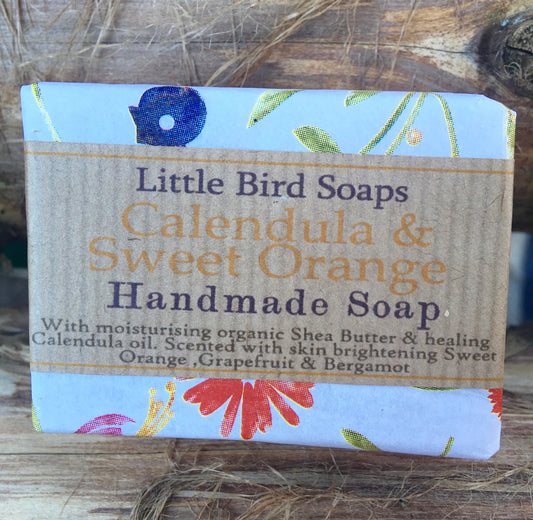 Little Bird Soaps
Calendula &
Sweet Orange
Handmade Soap
With moisturising organic Shea Butter & healing
Calendula oil. Scented with skin brightening Sweet
Orange ,Grapefruit & Bergamot